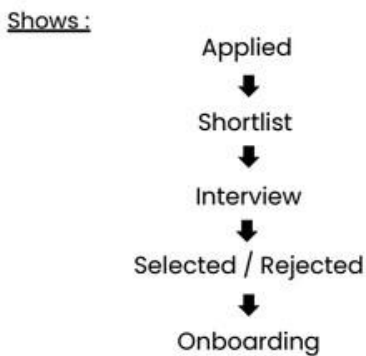 Shows :
Applied
Shortlist
Interview
Selected / Rejected
Onboarding